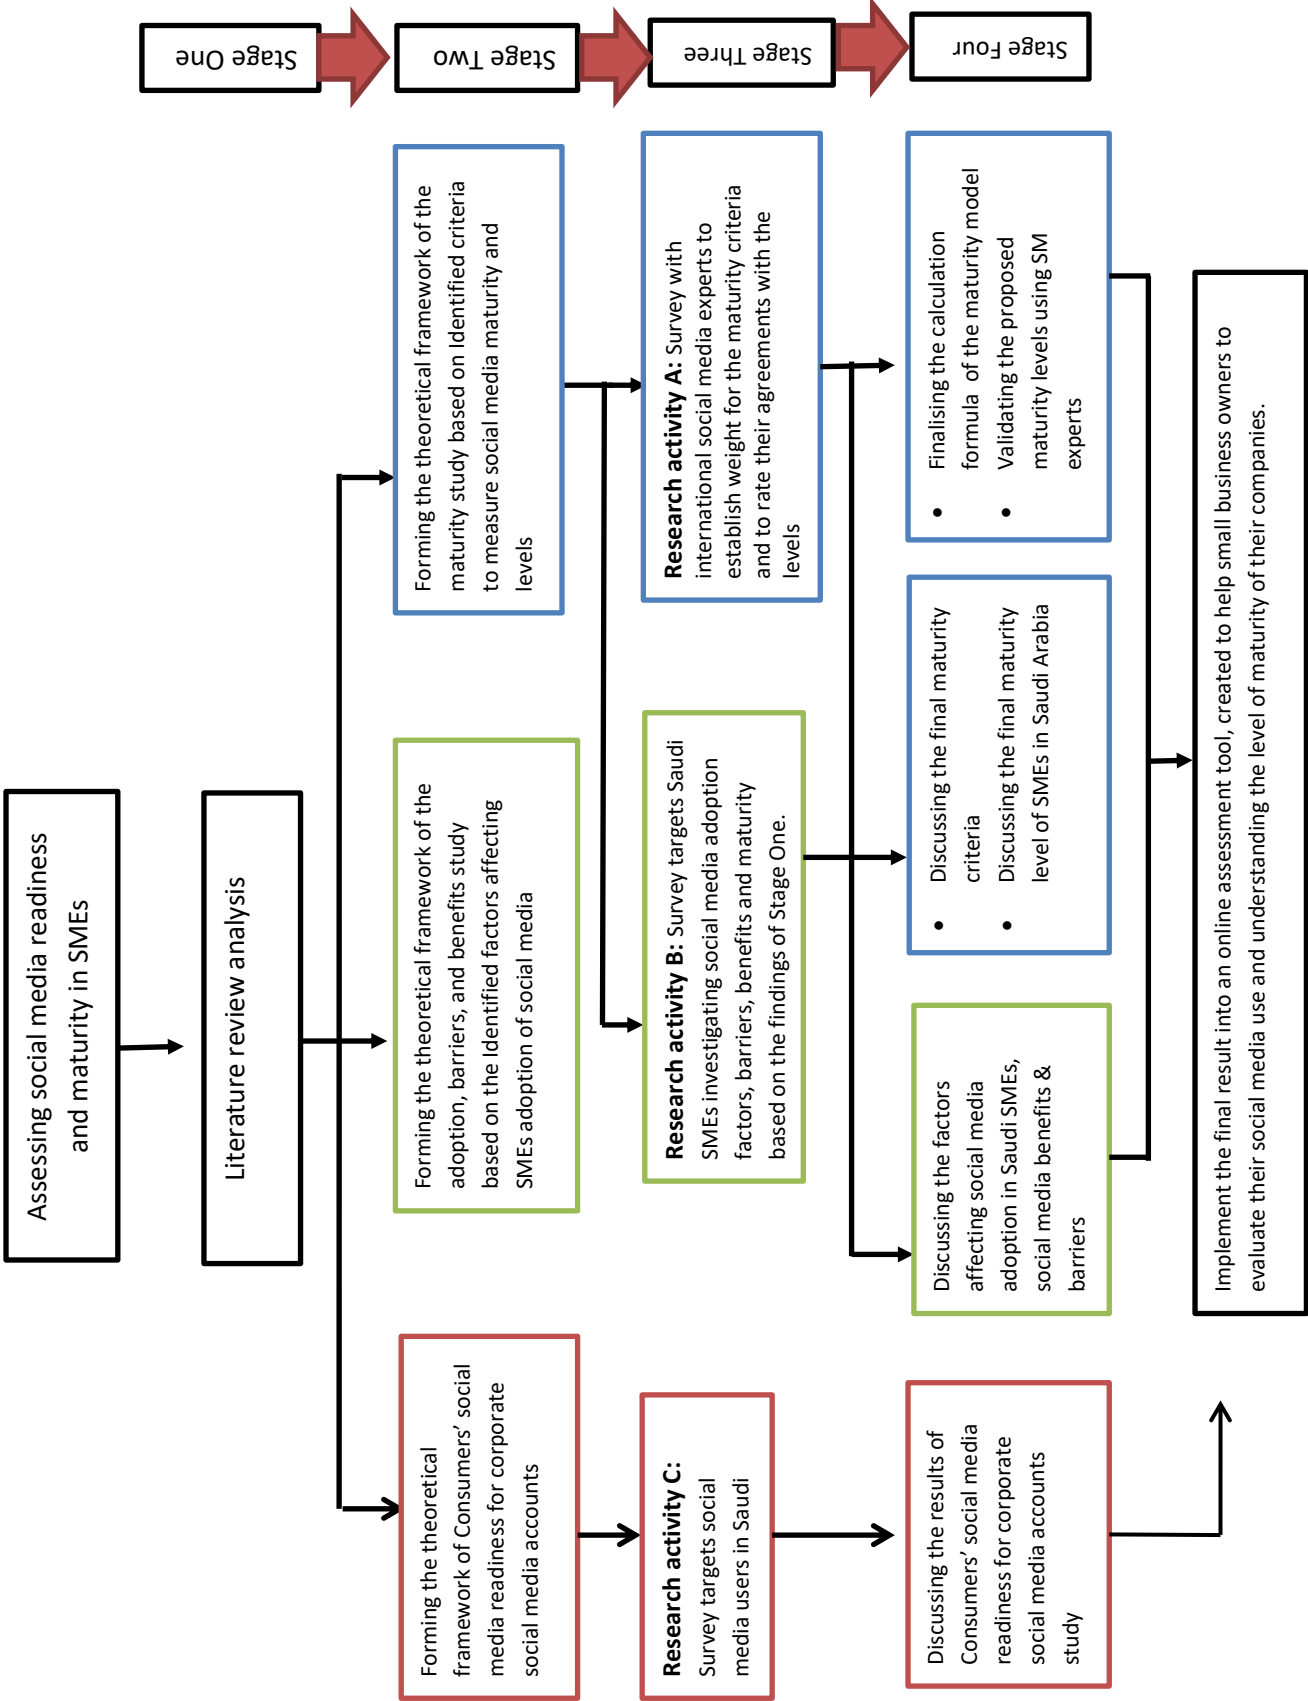 Assessing social media readiness
and maturity in SMEs
Literature review analysis
Stage One
Forming the theoretical
framework of Consumers’ social
media readiness for corporate
social media accounts
Forming the theoretical framework of the
adoption, barriers, and benefits study
based on the Identified factors affecting
SMEs adoption of social media
Forming the theoretical framework of the
maturity study based on Identified criteria
to measure social media maturity and
levels
Stage Two
Research activity C:
Survey targets social
media users in Saudi
Research activity B: Survey targets Saudi
SMEs investigating social media adoption
factors, barriers, benefits and maturity
based on the findings of Stage One.
Research activity A: Survey with
international social media experts to
establish weight for the maturity criteria
and to rate their agreements with the
levels
Stage Three
Discussing the results of
Consumers’ social media
readiness for corporate
social media accounts
study
Discussing the factors
affecting social media
adoption in Saudi SMEs,
social media benefits &
barriers
• Discussing the final maturity
criteria
• Discussing the final maturity
level of SMEs in Saudi Arabia
• Finalising the calculation
formula of the maturity model
• Validating the proposed
maturity levels using SM
experts
Stage Four
Implement the final result into an online assessment tool, created to help small business owners to
evaluate their social media use and understanding the level of maturity of their companies.